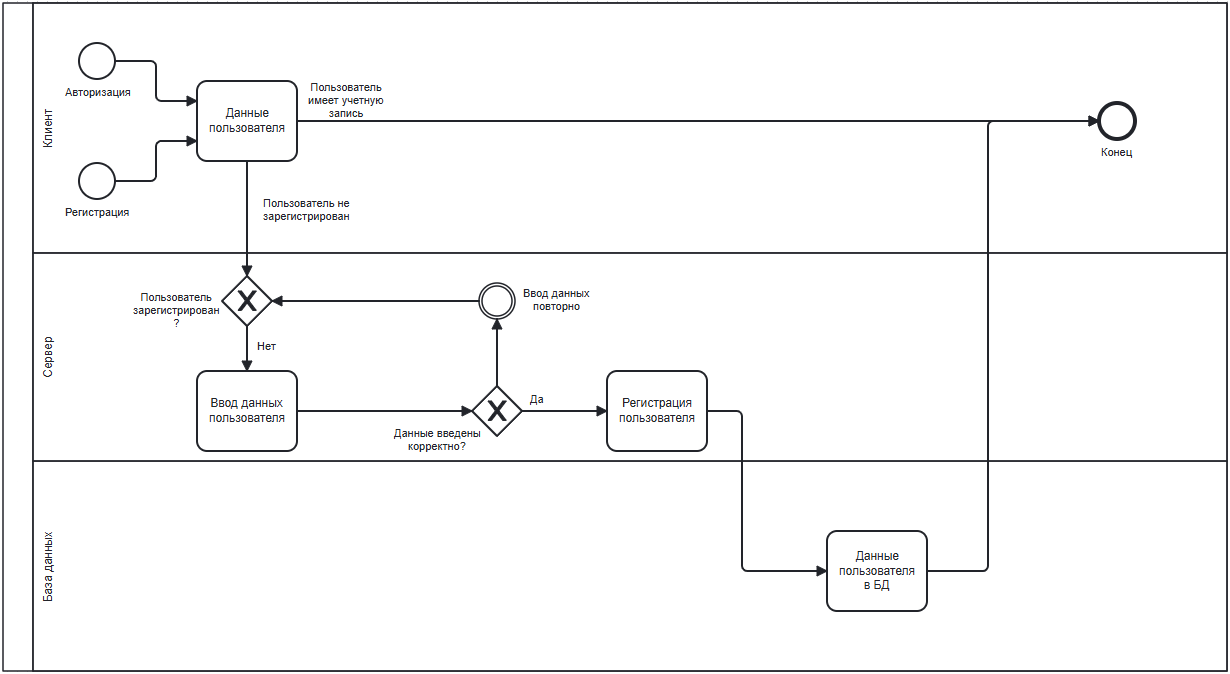 Клиент
Авторизация
Регистрация
Данные
пользователя
Пользователь
имеет учетную
запись
Конец
Пользователь не
зарегистрирован
Сервер
Пользователь
зарегистрирован
?
Нет
Ввод данных
повторно
Ввод данных
пользователя
Данные введены
корректно?
Да
Регистрация
пользователя
База данных
Данные
пользователя
в БД